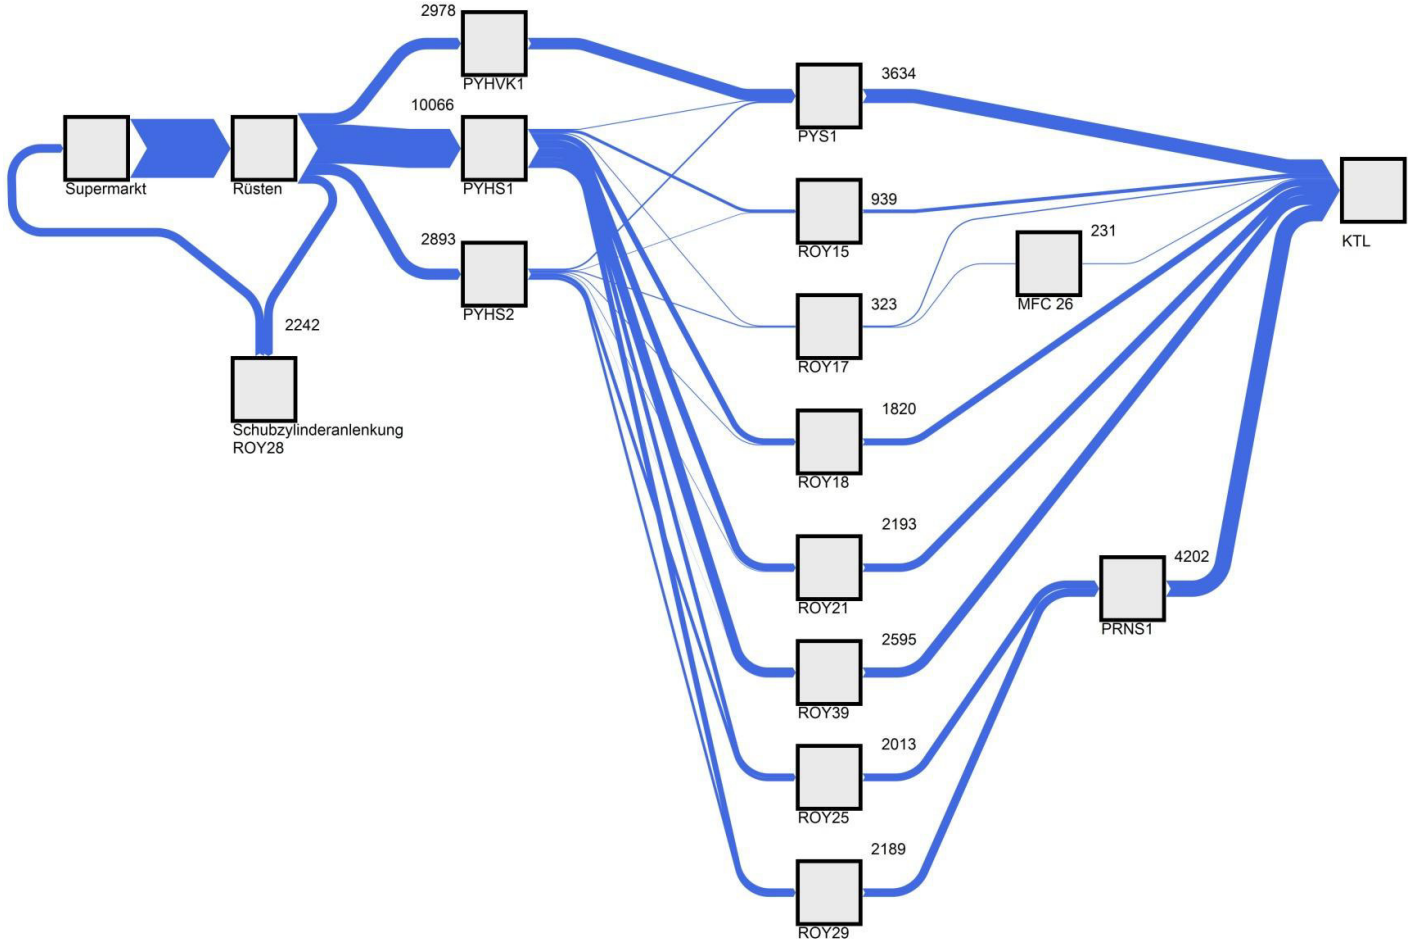 2978
PYHVK1
10066
PYHS1
2893
PYHS2
Supermarkt
Rüsten
2242
Schubzylinderanlenkung
ROY28
3634
PYS1
939
ROY15
323
ROY17
231
MFC 26
KTL
1820
ROY18
2193
ROY21
2595
ROY39
2013
ROY25
2189
ROY29
4202
PRNS1